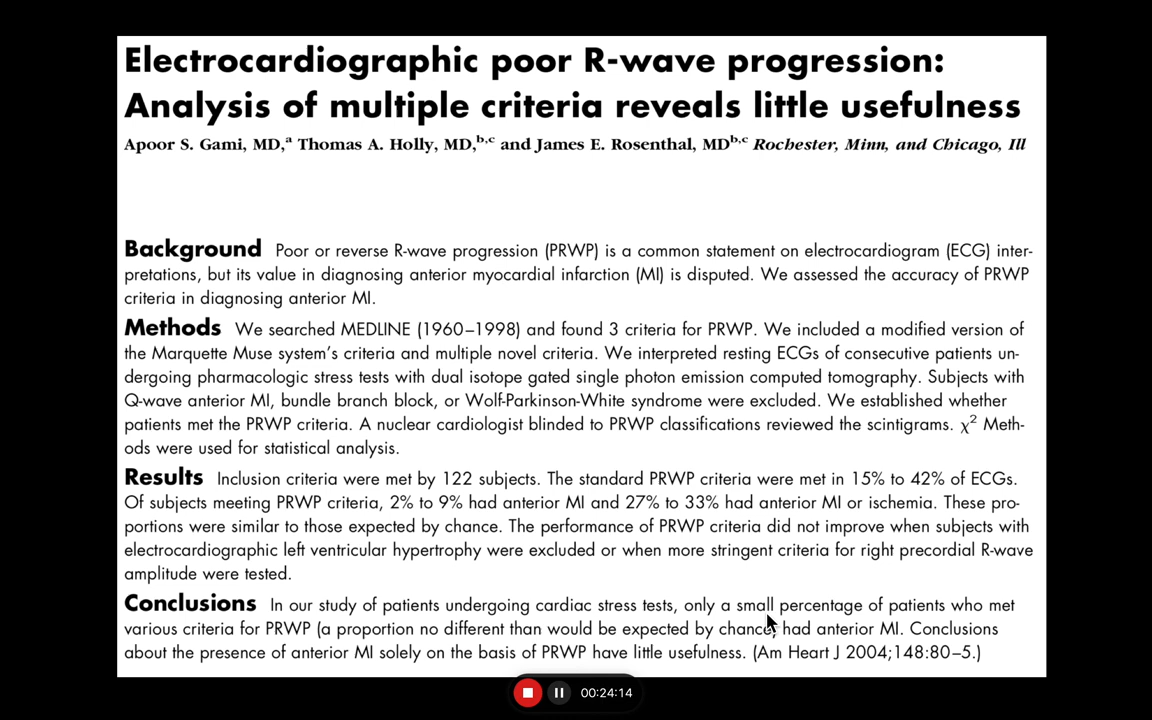 Electrocardiographic poor R-wave progression:
Analysis of multiple criteria reveals little usefulness
Apoor S. Gami, MD,a Thomas A. Holly, MD,b,c and James E. Rosenthal, MDb,c Rochester, Minn, and Chicago, Ill
Background Poor or reverse R-wave progression (PRWP) is a common statement on electrocardiogram (ECG) inter-
pretations, but its value in diagnosing anterior myocardial infarction (MI) is disputed. We assessed the accuracy of PRWP
criteria in diagnosing anterior MI.
Methods We searched MEDLINE (1960–1998) and found 3 criteria for PRWP. We included a modified version of
the Marquette Muse system's criteria and multiple novel criteria. We interpreted resting ECGs of consecutive patients un-
dergoing pharmacologic stress tests with dual isotope gated single photon emission computed tomography. Subjects with
Q-wave anterior MI, bundle branch block, or Wolf-Parkinson-White syndrome were excluded. We established whether
patients met the PRWP criteria. A nuclear cardiologist blinded to PRWP classifications reviewed the scintigrams. χ2 Meth-
ods were used for statistical analysis.
Results Inclusion criteria were met by 122 subjects. The standard PRWP criteria were met in 15% to 42% of ECGs.
Of subjects meeting PRWP criteria, 2% to 9% had anterior MI and 27% to 33% had anterior MI or ischemia. These pro-
portions were similar to those expected by chance. The performance of PRWP criteria did not improve when subjects with
electrocardiographic left ventricular hypertrophy were excluded or when more stringent criteria for right precordial R-wave
amplitude were tested.
Conclusions In our study of patients undergoing cardiac stress tests, only a small percentage of patients who met
various criteria for PRWP (a proportion no different than would be expected by chance) had anterior MI. Conclusions
about the presence of anterior MI solely on the basis of PRWP have little usefulness. (Am Heart J 2004;148:80–5.)
00:24:14